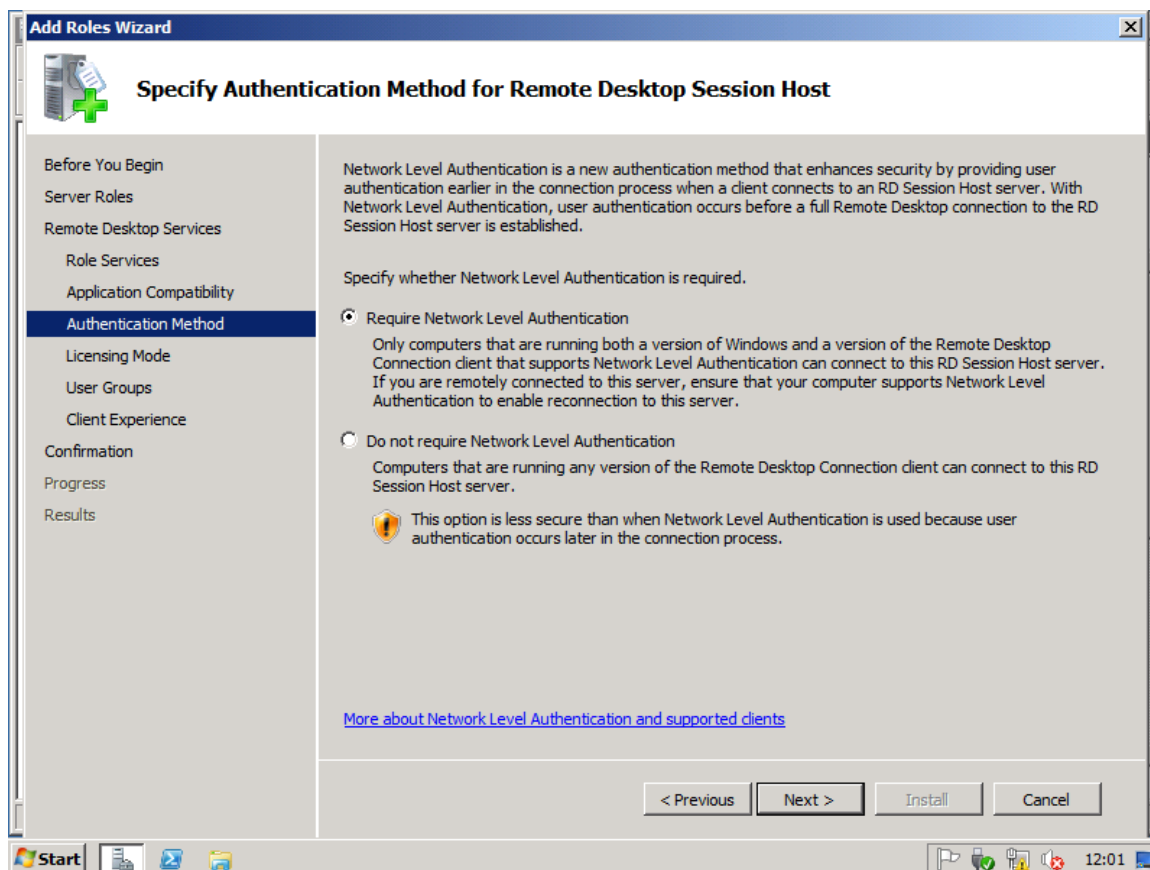 Add Roles Wizard
Specify Authentication Method for Remote Desktop Session Host
Before You Begin
Server Roles
Remote Desktop Services
Role Services
Application Compatibility
Authentication Method
Licensing Mode
User Groups
Client Experience
Confirmation
Progress
Results
Network Level Authentication is a new authentication method that enhances security by providing user
authentication earlier in the connection process when a client connects to an RD Session Host server. With
Network Level Authentication, user authentication occurs before a full Remote Desktop connection to the RD
Session Host server is established.
Specify whether Network Level Authentication is required.
Require Network Level Authentication
Only computers that are running both a version of Windows and a version of the Remote Desktop
Connection client that supports Network Level Authentication can connect to this RD Session Host server.
If you are remotely connected to this server, ensure that your computer supports Network Level
Authentication to enable reconnection to this server.
Do not require Network Level Authentication
Computers that are running any version of the Remote Desktop Connection client can connect to this RD
Session Host server.
This option is less secure than when Network Level Authentication is used because user
authentication occurs later in the connection process.
More about Network Level Authentication and supported clients
< Previous
Next >
Install
Cancel
Start
12:01